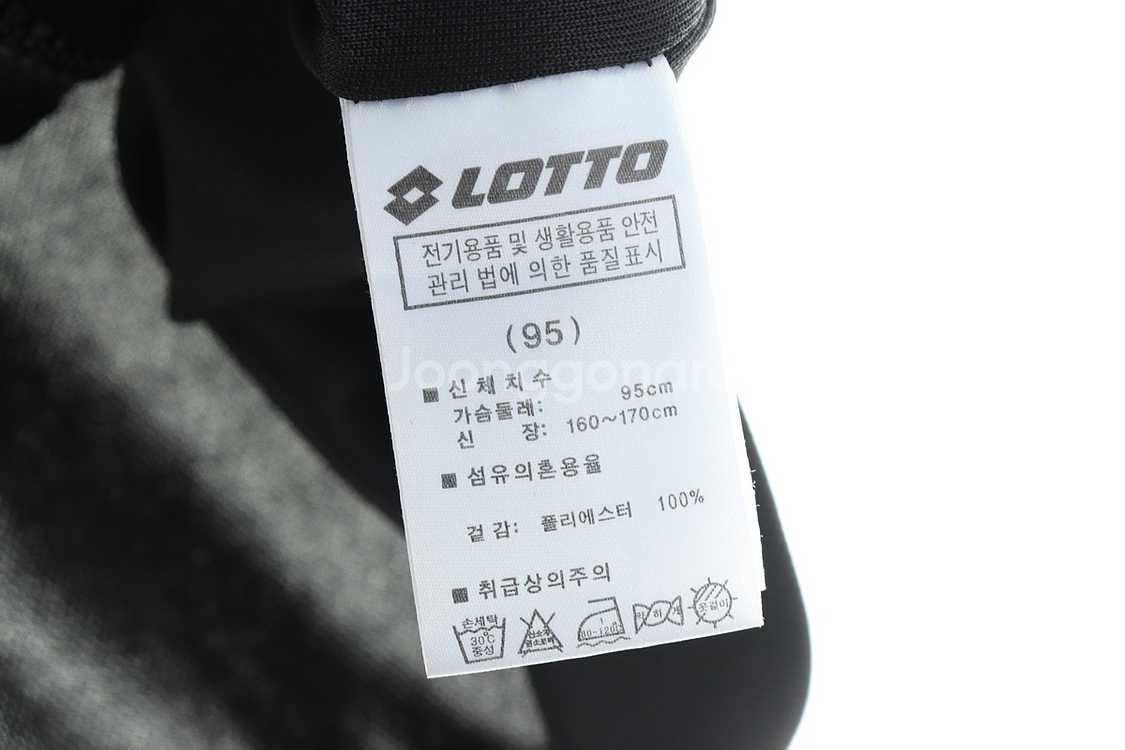 LOTTO
전기용품 및 생활용품 안전
관리 법에 의한 품질표시
(95)
Joonggonara
■ 신체치수
가슴둘레: 95cm
신 장: 160~170cm
■ 섬유의혼용율
겉감: 폴리에스터 100%
■ 취급상의주의
손세탁
30℃
중성
옷걸이